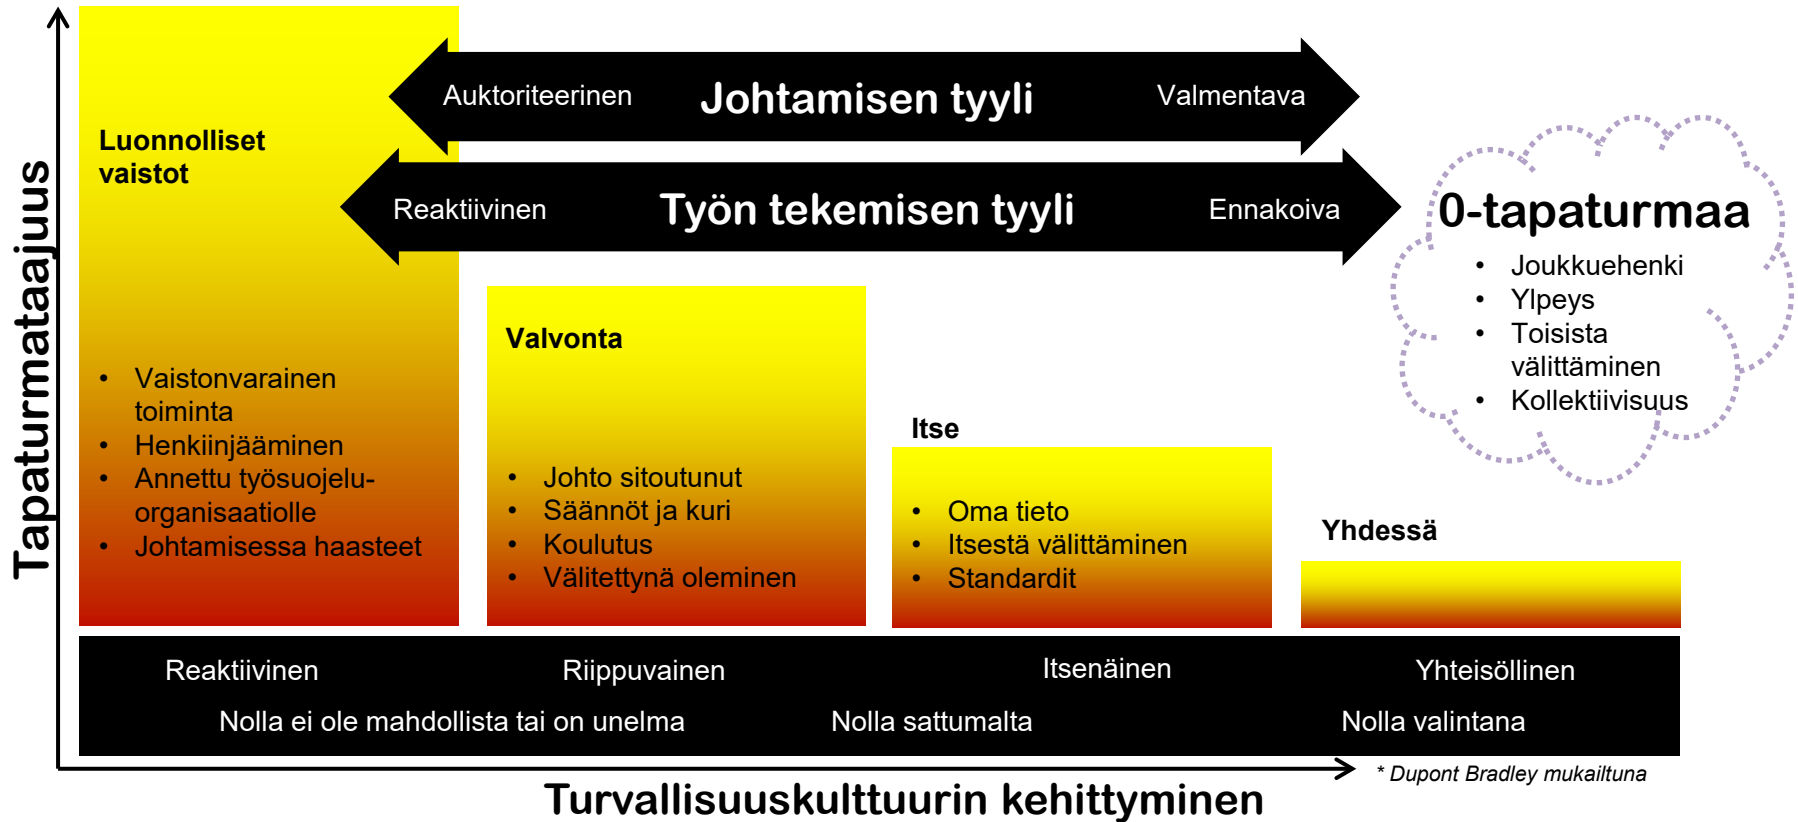 Tapaturmataajuus
Luonnolliset
vaistot
• Vaistonvarainen
toiminta
• Henkiinjääminen
• Annettu työsuojelu-
organisaatiolle
• Johtamisessa haasteet
Auktoriteerinen Johtamisen tyyli Valmentava
Reaktiivinen Työn tekemisen tyyli Ennakoiva
Valvonta
• Johto sitoutunut
• Säännöt ja kuri
• Koulutus
• Välitettynä oleminen
Itse
• Oma tieto
• Itsestä välittäminen
• Standardit
Yhdessä
0-tapaturmaa
• Joukkuehenki
• Ylpeys
• Toisista
välittäminen
• Kollektiivisuus
Reaktiivinen Riippuvainen Itsenäinen Yhteisöllinen
Nolla ei ole mahdollista tai on unelma Nolla sattumalta Nolla valintana
* Dupont Bradley mukailtuna
Turvallisuuskulttuurin kehittyminen